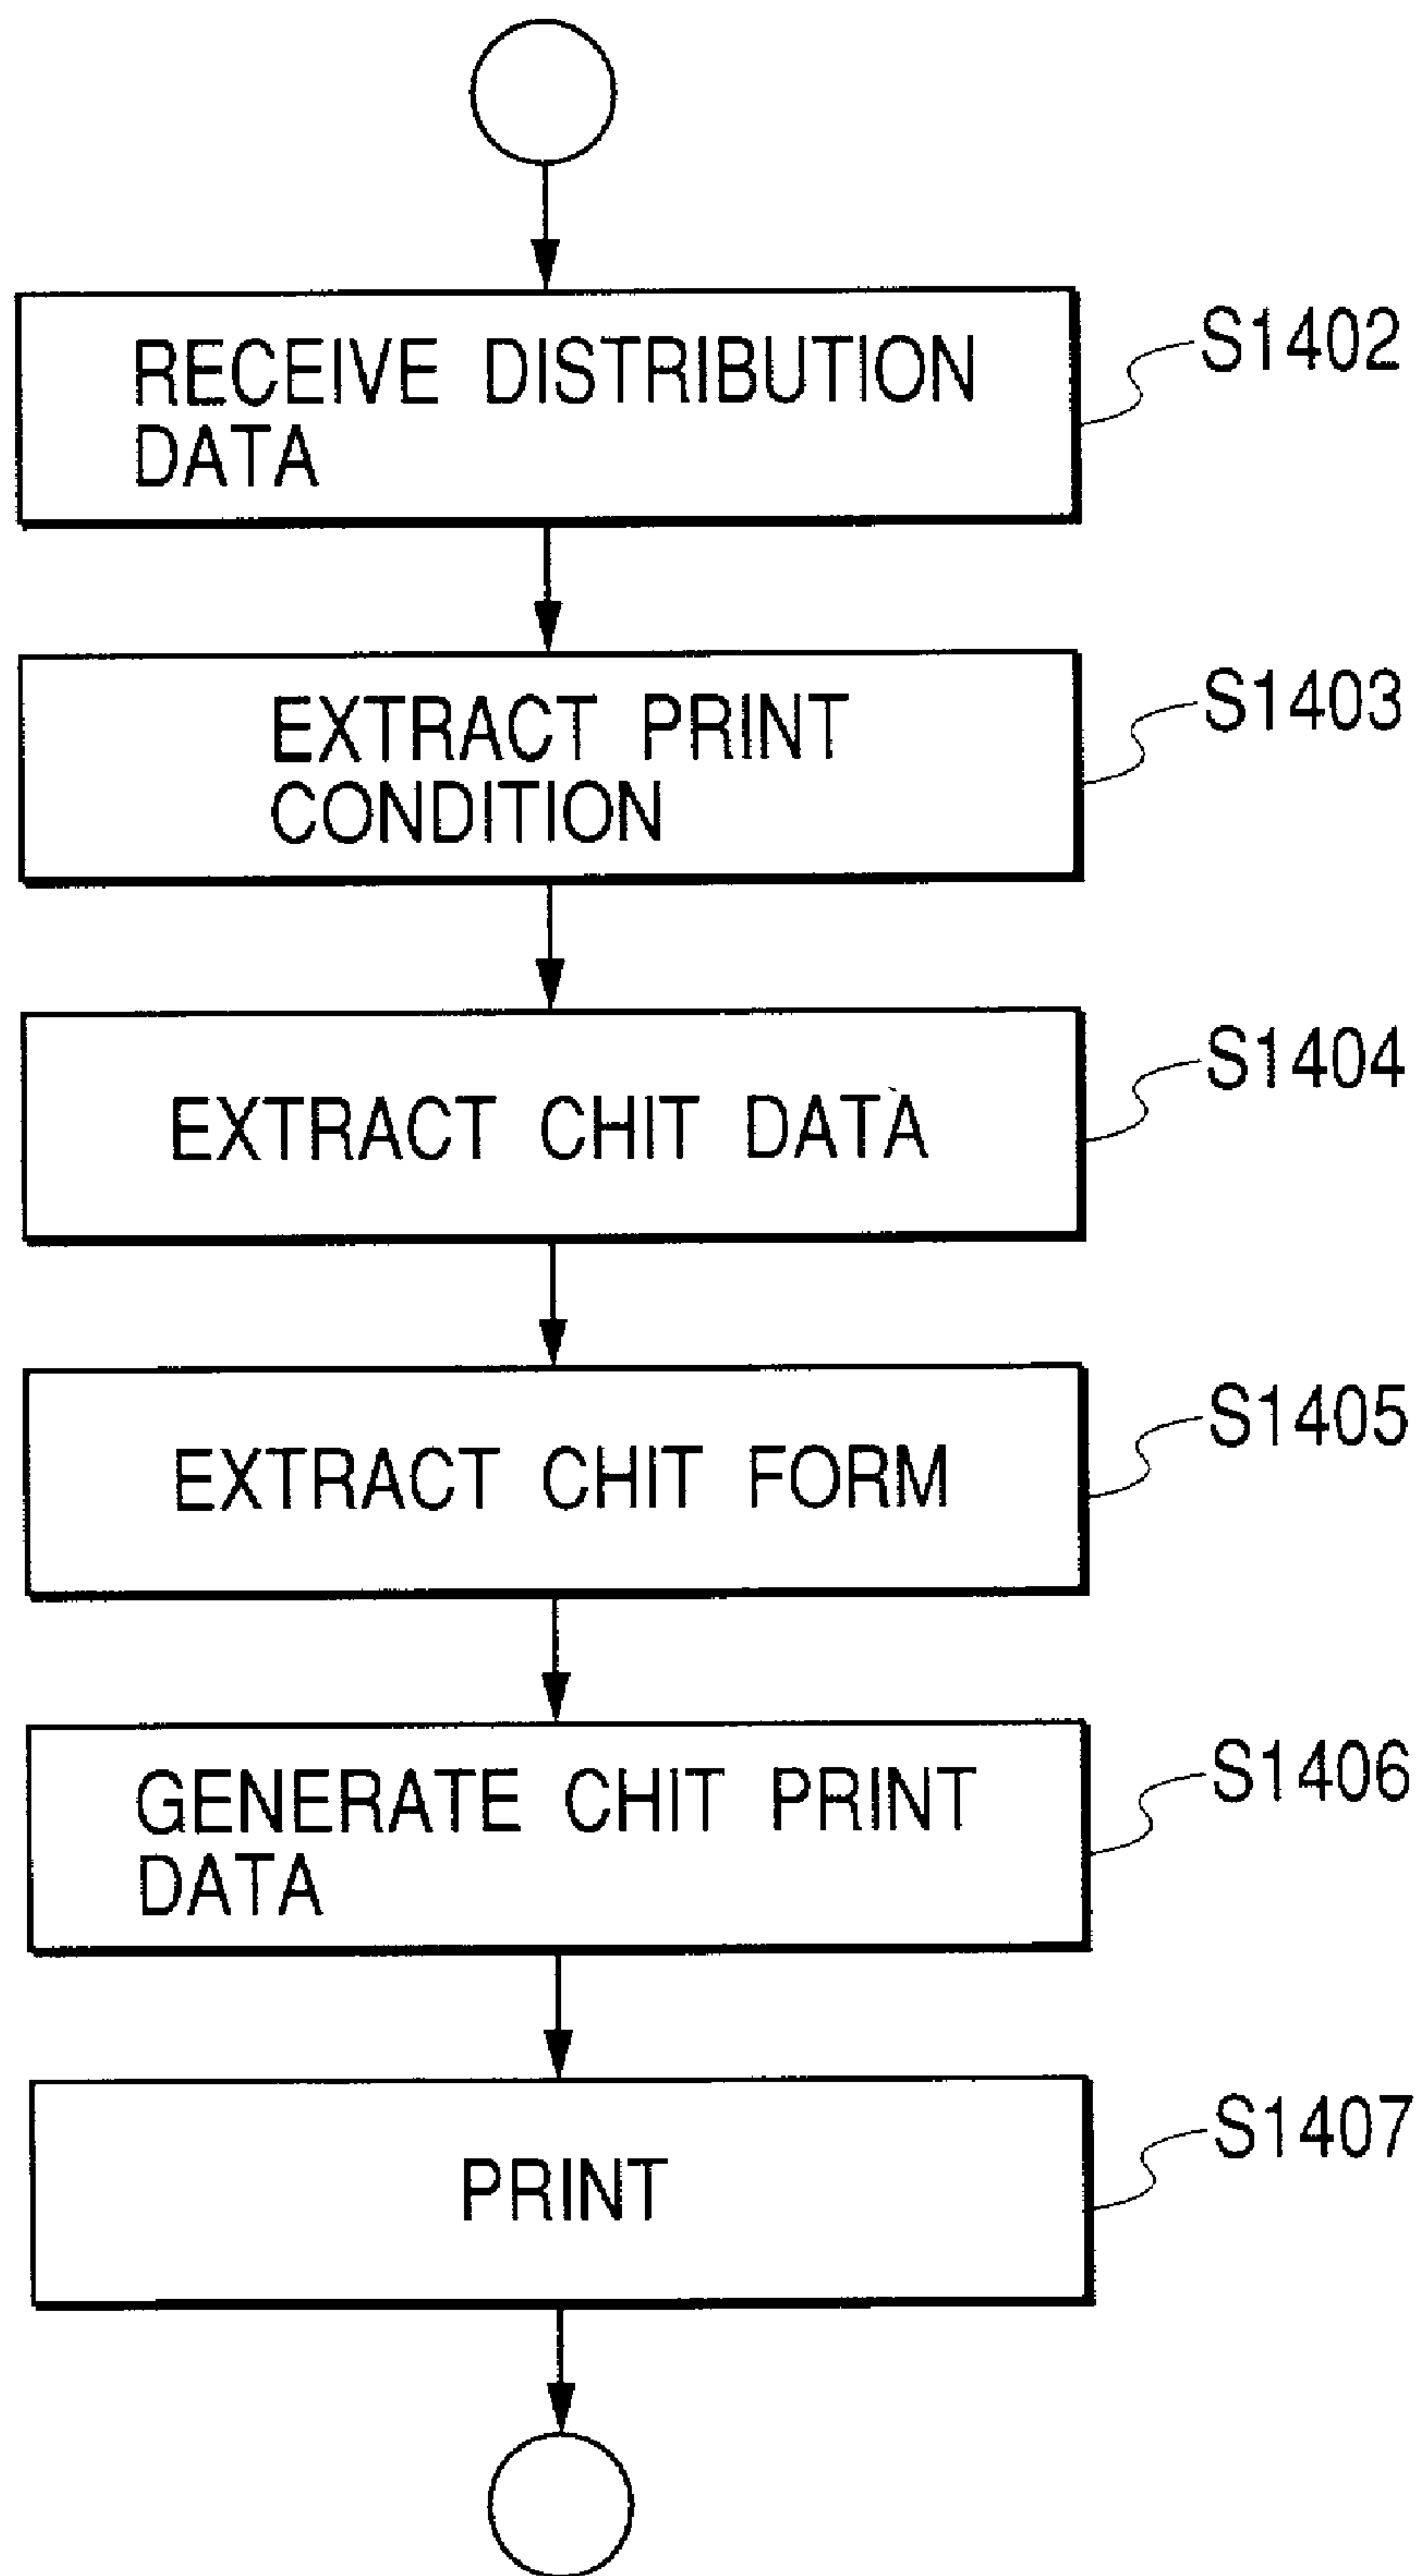 RECEIVE DISTRIBUTION
DATA
S1402
EXTRACT PRINT
CONDITION
S1403
EXTRACT CHIT DATA
S1404
EXTRACT CHIT FORM
S1405
GENERATE CHIT PRINT
DATA
S1406
PRINT
S1407